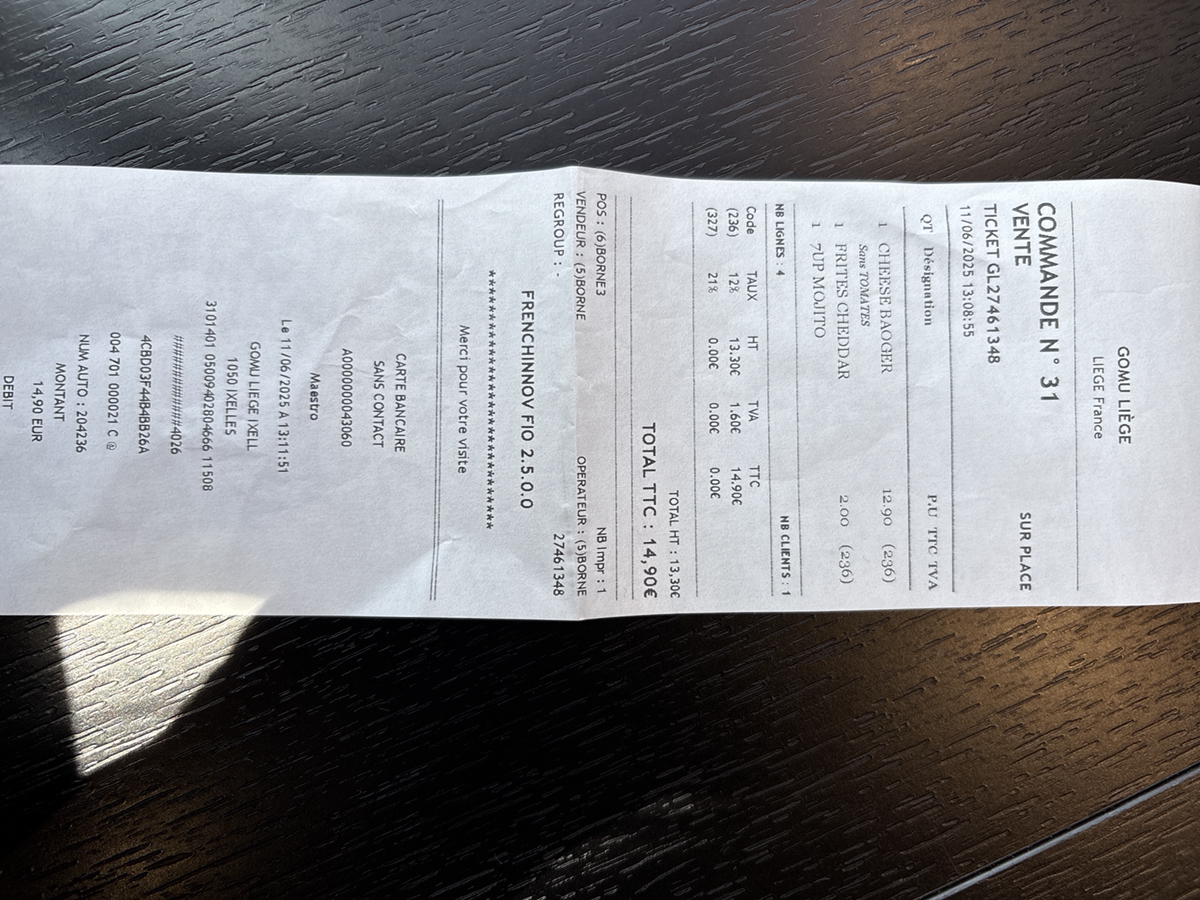 GOMU LIÈGE
LIEGE France
COMMANDE N° 31
VENTE SUR PLACE
TICKET GL27461348
11/06/2025 13:08:55
QT Désignation P.U TTC TVA
1 CHEESE BAOGER 12.90 (236)
Sans TOMATES
1 FRITES CHEDDAR 2.00 (236)
1 7UP MOJITO
NB LIGNES : 4 NB CLIENTS : 1
Code TAUX HT TVA TTC
(236) 12% 13.30€ 1.60€ 14.90€
(327) 21% 0.00€ 0.00€ 0.00€
TOTAL HT : 13,30€
TOTAL TTC : 14,90€
POS : (6)BORNE3 NB Impr : 1
VENDEUR : (5)BORNE OPERATEUR : (5)BORNE
REGROUP : - 27461348
FRENCHINNOV FIO 2.5.0.0
****************************
Merci pour votre visite
CARTE BANCAIRE
SANS CONTACT
A0000000043060
Maestro
Le 11/06/2025 A 13:11:51
GOMU LIEGE IXELL
1050 IXELLES
3101401 05009402804666 11508
############4026
4CBD03F44B4BB26A
004 701 000021 C @
NUM AUTO : 204236
MONTANT
14,90 EUR
DEBIT